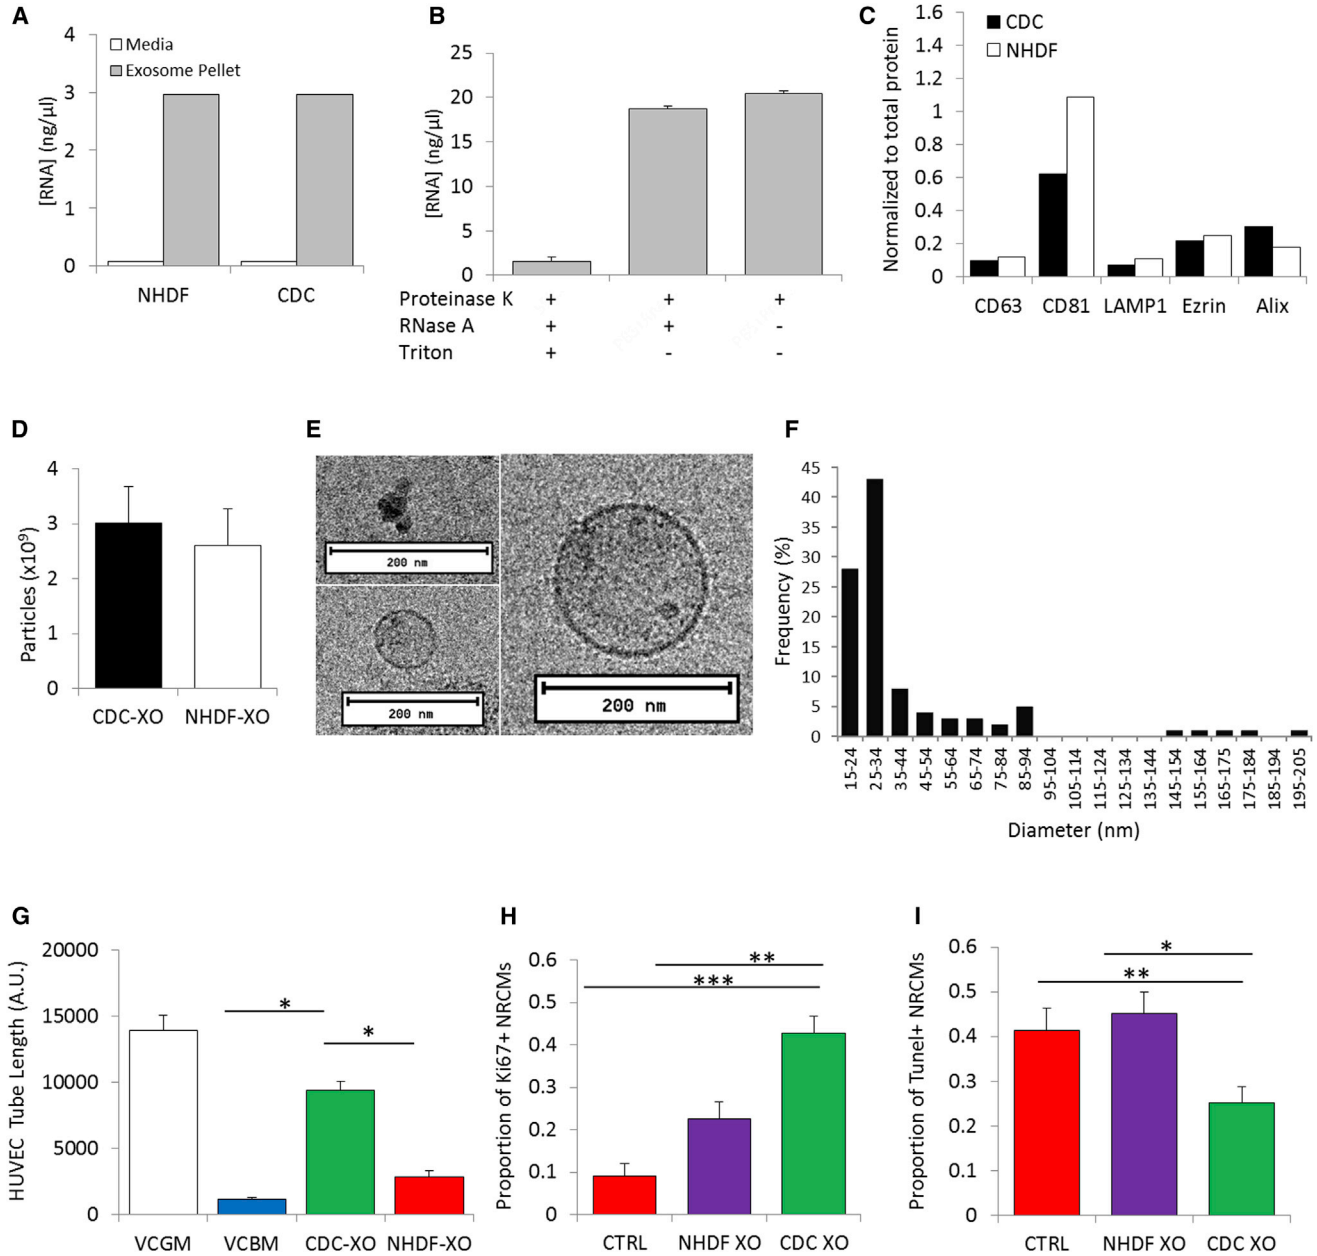 A
4
3
2
1
0
[RNA] (ng/µl)
Media
Exosome Pellet
NHDF
CDC
B
25
20
15
10
5
0
[RNA] (ng/µl)
Proteinase K + + +
RNase A + + -
Triton + - -
C
1.6
1.4
1.2
1
0.8
0.6
0.4
0.2
0
Normalized to total protein
CDC
NHDF
CD63
CD81
LAMP1
Ezrin
Alix
D
4
3
2
1
0
Particles (x10⁹)
CDC-XO
NHDF-XO
E
200 nm
200 nm
200 nm
F
45
40
35
30
25
20
15
10
5
0
Frequency (%)
15-24
25-34
35-44
45-54
55-64
65-74
75-84
85-94
95-104
105-114
115-124
125-134
135-144
145-154
155-164
165-175
175-184
185-194
195-205
Diameter (nm)
G
20000
15000
10000
5000
0
HUVEC Tube Length (A.U.)
*
*
VCGM
VCBM
CDC-XO
NHDF-XO
H
0.6
0.5
0.4
0.3
0.2
0.1
0
Proportion of Ki67+ NRCMs
**
***
CTRL
NHDF XO
CDC XO
I
0.6
0.5
0.4
0.3
0.2
0.1
0
Proportion of Tunel+ NRCMs
*
**
CTRL
NHDF XO
CDC XO